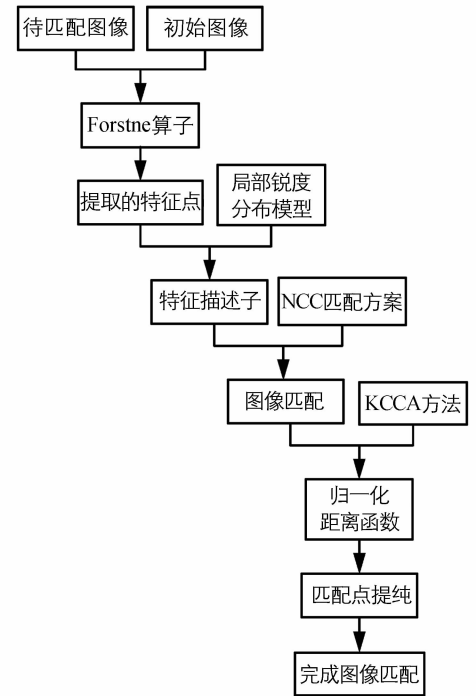 待匹配图像
初始图像
Forstne算子
提取的特征点
局部锐度
分布模型
特征描述子
NCC匹配方案
图像匹配
KCCA方法
归一化
距离函数
匹配点提纯
完成图像匹配